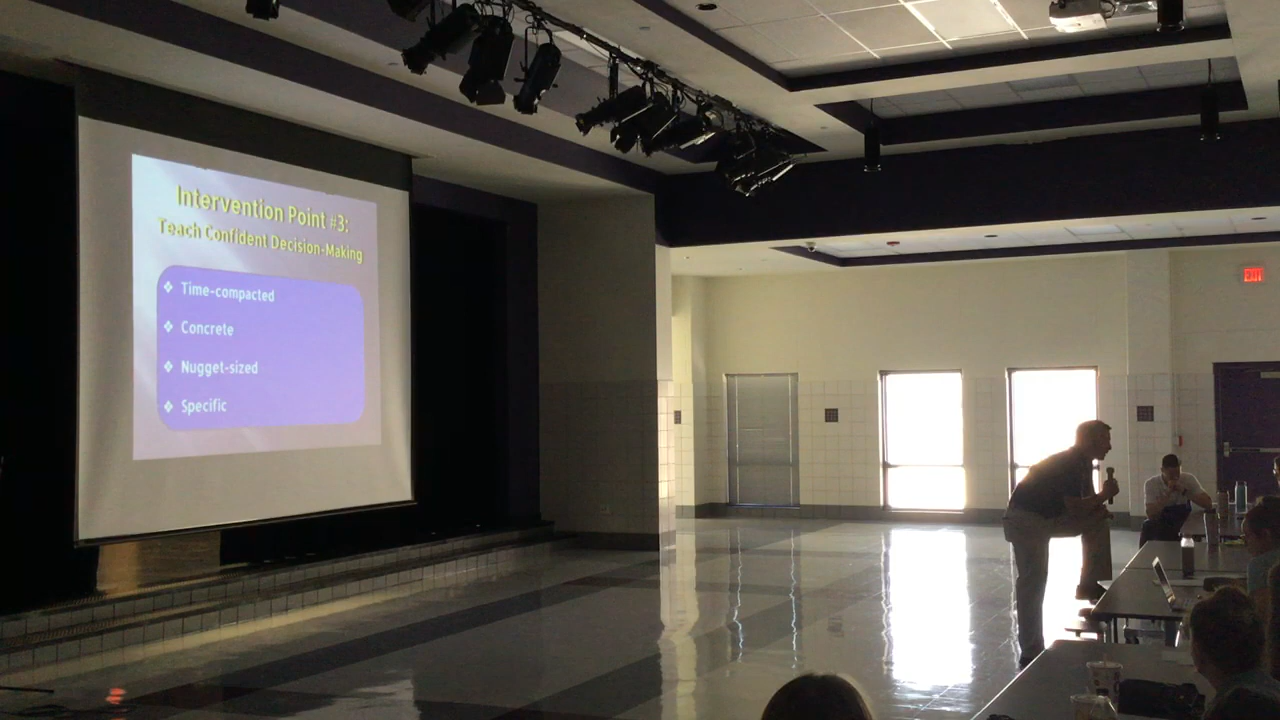 Intervention Point #3:
Teach Confident Decision-Making
❖ Time-compacted
❖ Concrete
❖ Nugget-sized
❖ Specific
EXIT